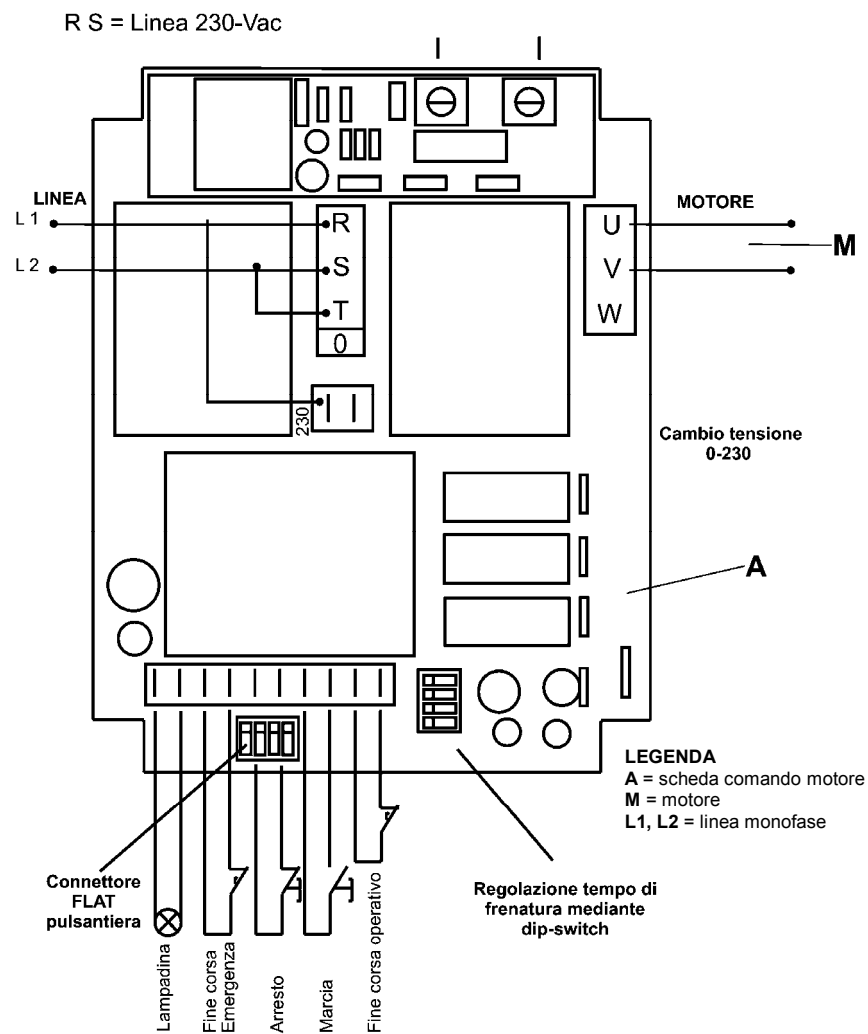 R S = Linea 230-Vac
LINEA
L 1
L 2
R
S
T
0
230
U
V
W
MOTORE
M
Cambio tensione
0-230
A
LEGENDA
A = scheda comando motore
M = motore
L1, L2 = linea monofase
Connettore
FLAT
pulsantiera
Regolazione tempo di
frenatura mediante
dip-switch
Lampadina
Fine corsa
Emergenza
Arresto
Marcia
Fine corsa operativo